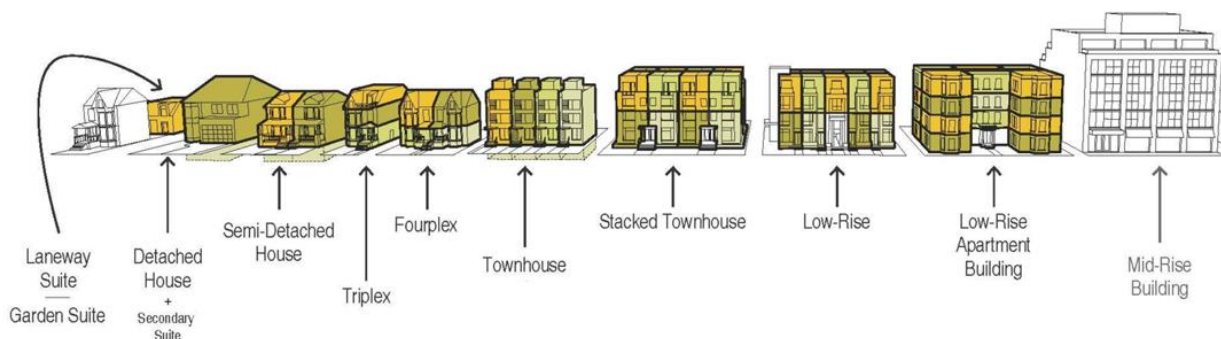 Laneway
Suite
Garden Suite
Detached
House
+
Secondary
Suite
Semi-Detached
House
Triplex
Fourplex
Townhouse
Stacked Townhouse
Low-Rise
Low-Rise
Apartment
Building
Mid-Rise
Building